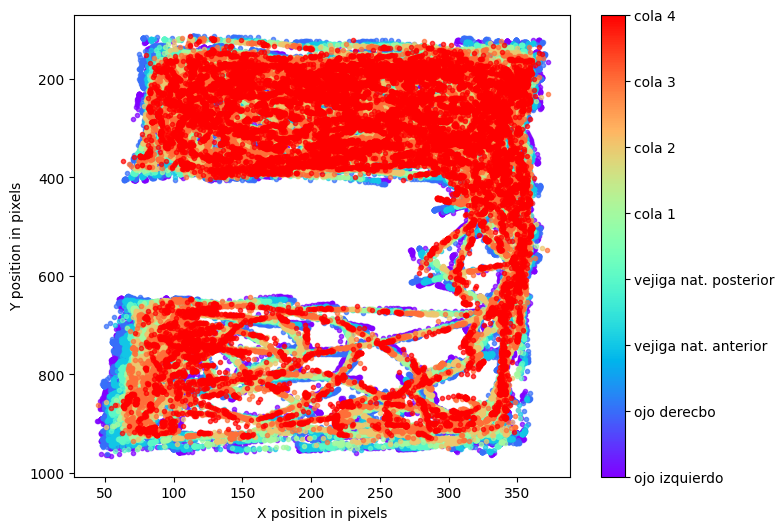 200
400
600
800
1000
Y position in pixels
50
100
150
200
250
300
350
X position in pixels
cola 4
cola 3
cola 2
cola 1
vejiga nat. posterior
vejiga nat. anterior
ojo derecbo
ojo izquierdo